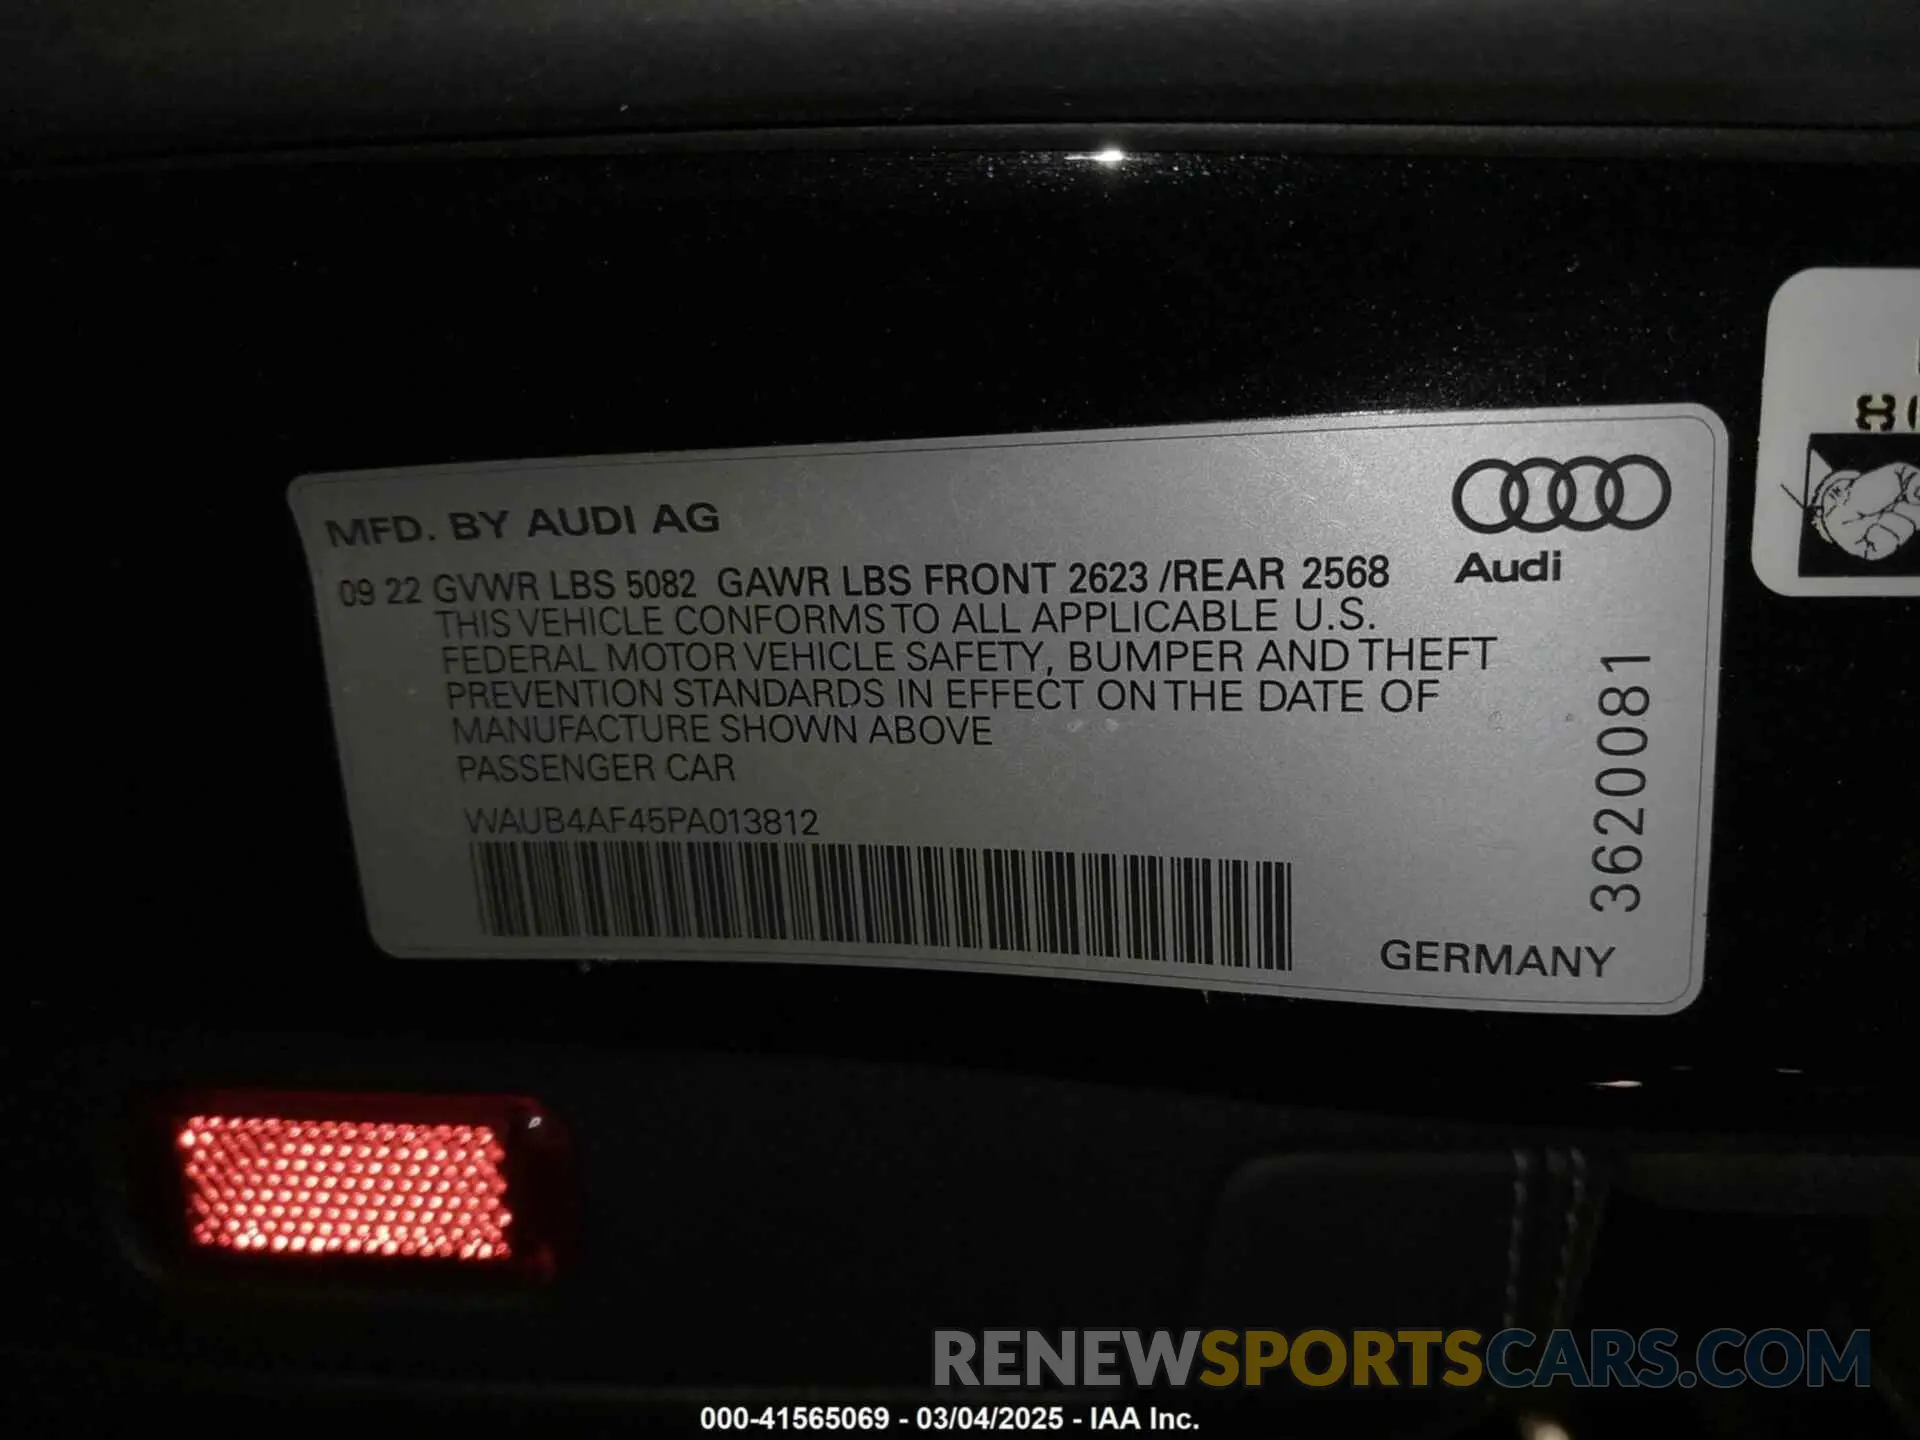 MFD. BY AUDI AG
Audi
09 22 GVWR LBS 5082 GAWR LBS FRONT 2623 /REAR 2568
THIS VEHICLE CONFORMS TO ALL APPLICABLE U.S.
FEDERAL MOTOR VEHICLE SAFETY, BUMPER AND THEFT
PREVENTION STANDARDS IN EFFECT ON THE DATE OF
MANUFACTURE SHOWN ABOVE
PASSENGER CAR
WAUB4AF45PA013812
3620081
GERMANY
RENEWSPORTSCARS.COM
000-41565069 - 03/04/2025 - IAA Inc.